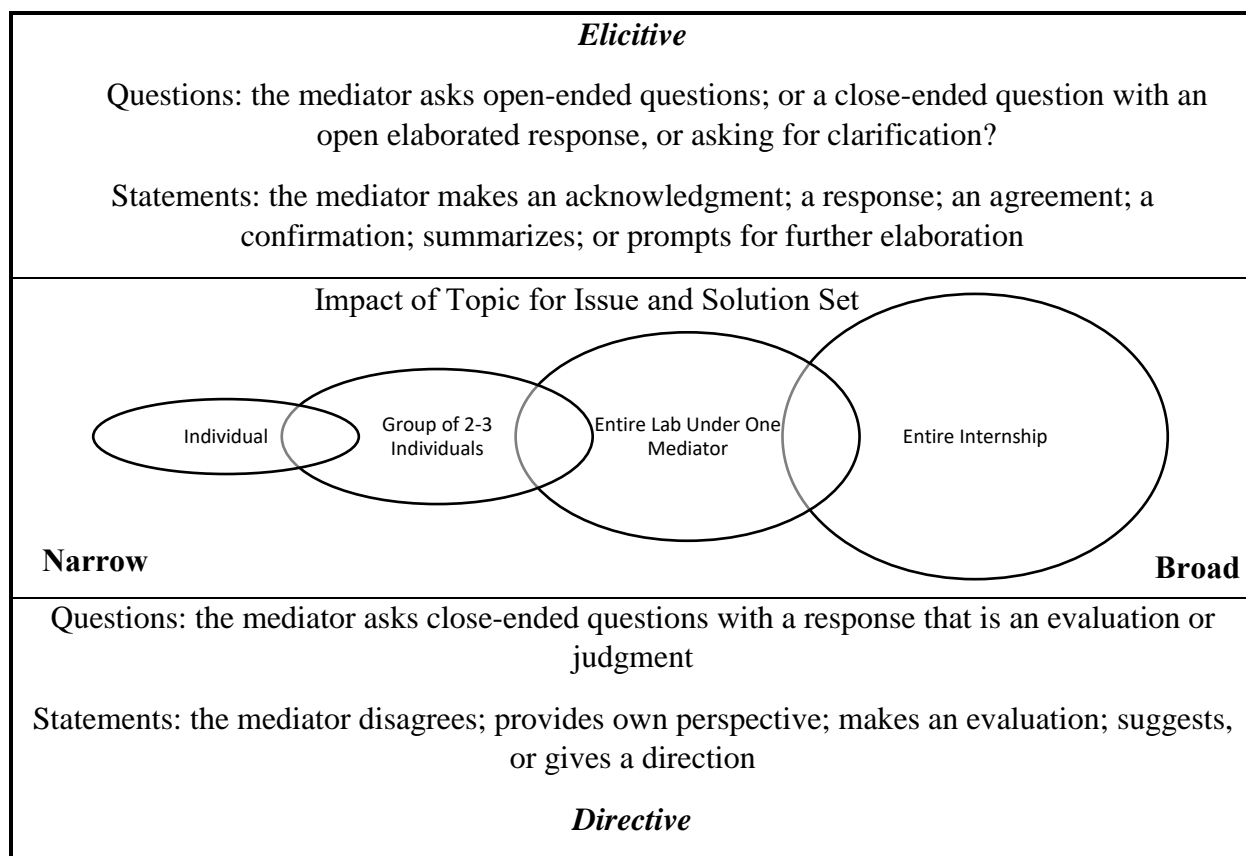 Elicitive
Questions: the mediator asks open-ended questions; or a close-ended question with an
open elaborated response, or asking for clarification?
Statements: the mediator makes an acknowledgment; a response; an agreement; a
confirmation; summarizes; or prompts for further elaboration
Impact of Topic for Issue and Solution Set
Individual
Group of 2-3
Individuals
Entire Lab Under One
Mediator
Entire Internship
Narrow
Broad
Questions: the mediator asks close-ended questions with a response that is an evaluation or
judgment
Statements: the mediator disagrees; provides own perspective; makes an evaluation; suggests,
or gives a direction
Directive